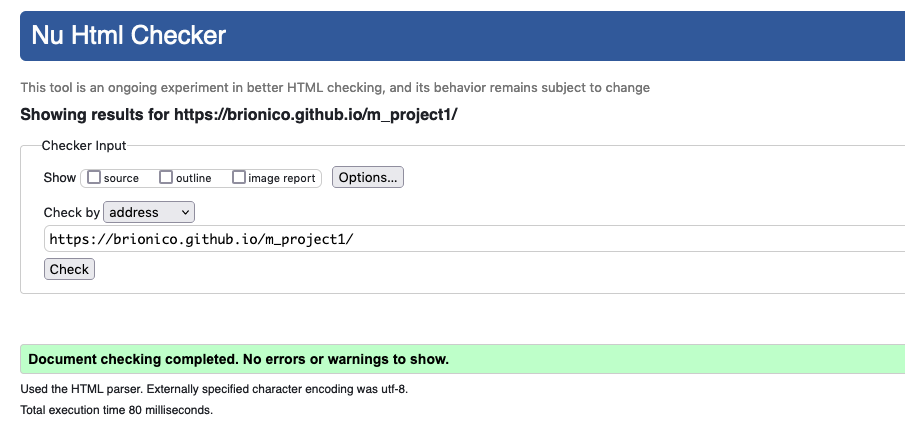 Nu Html Checker
This tool is an ongoing experiment in better HTML checking, and its behavior remains subject to change
Showing results for https://brionico.github.io/m_project1/
Checker Input
Show source outline image report Options...
Check by address
https://brionico.github.io/m_project1/
Check
Document checking completed. No errors or warnings to show.
Used the HTML parser. Externally specified character encoding was utf-8.
Total execution time 80 milliseconds.